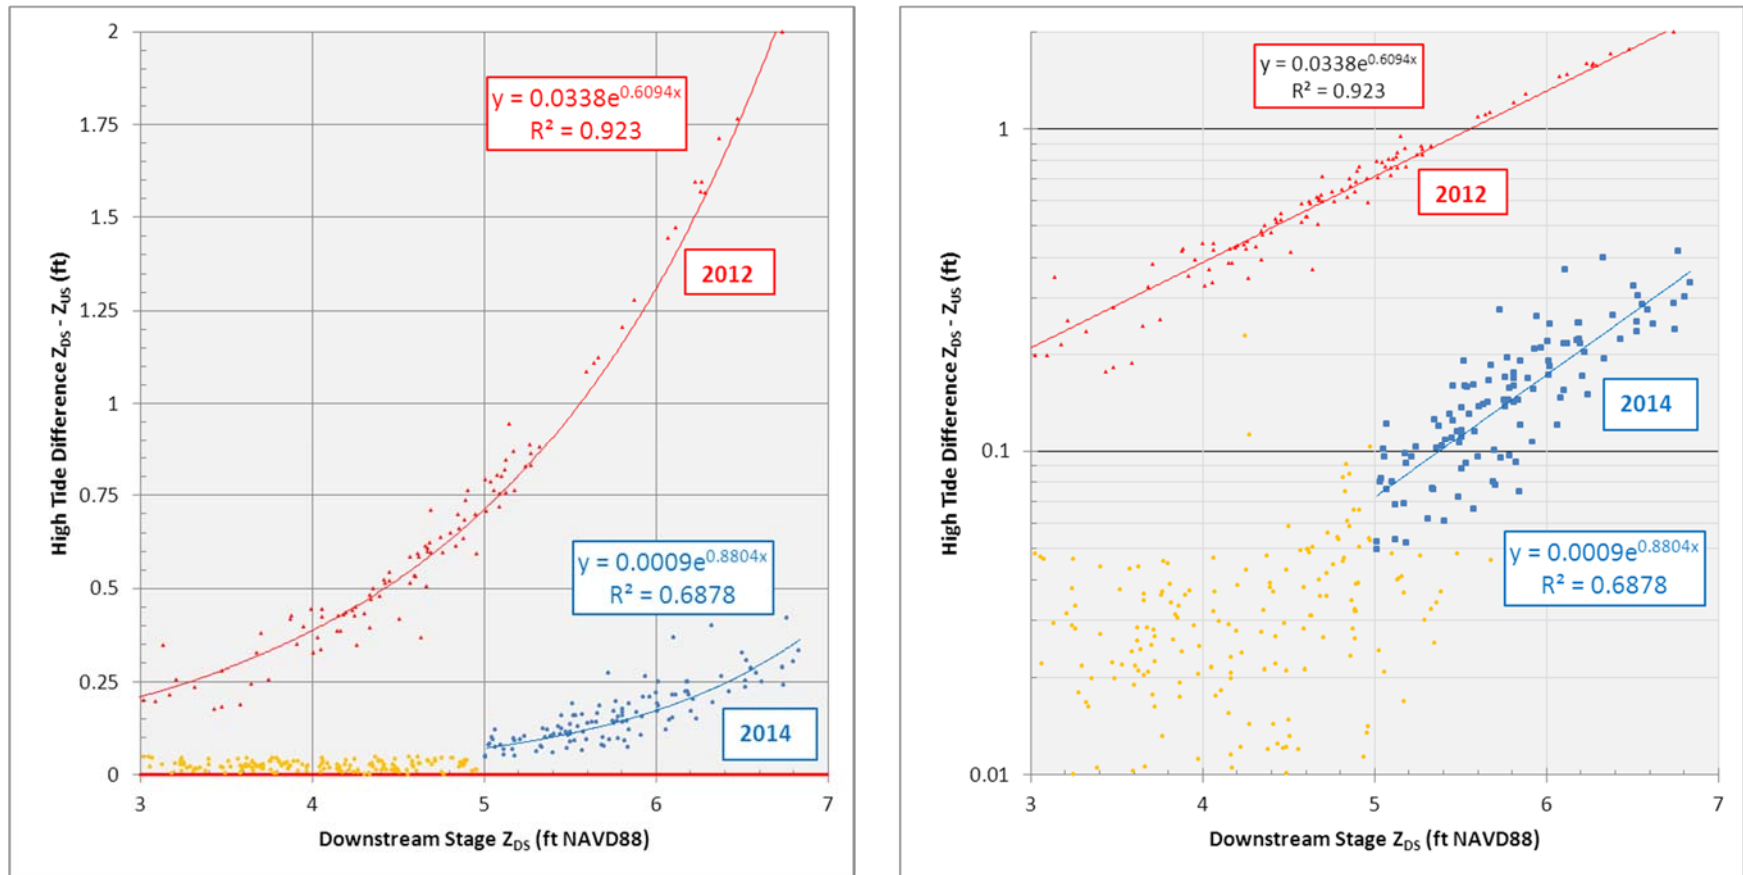 2
1.75
1.5
1.25
1
0.75
0.5
0.25
0
3 4 5 6 7
High Tide Difference Z_DS - Z_US (ft)
Downstream Stage Z_DS (ft NAVD88)
y = 0.0338e^0.6094x
R² = 0.923
2012
y = 0.0009e^0.8804x
R² = 0.6878
2014
1
0.1
0.01
3 4 5 6 7
High Tide Difference Z_DS - Z_US (ft)
Downstream Stage Z_DS (ft NAVD88)
y = 0.0338e^0.6094x
R² = 0.923
2012
2014
y = 0.0009e^0.8804x
R² = 0.6878